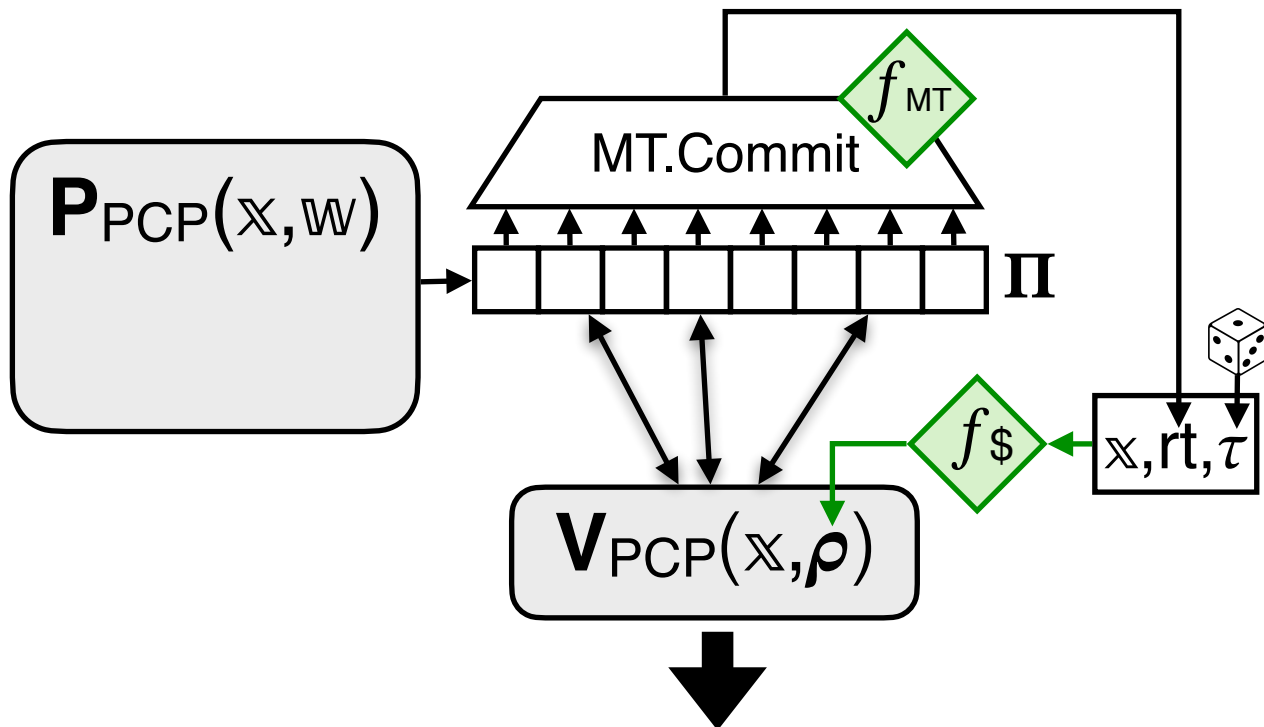 f MT
MT.Commit
P PCP(𝕩,𝕨)
Π
f $
𝕩,rt,τ
V PCP(𝕩,ρ)